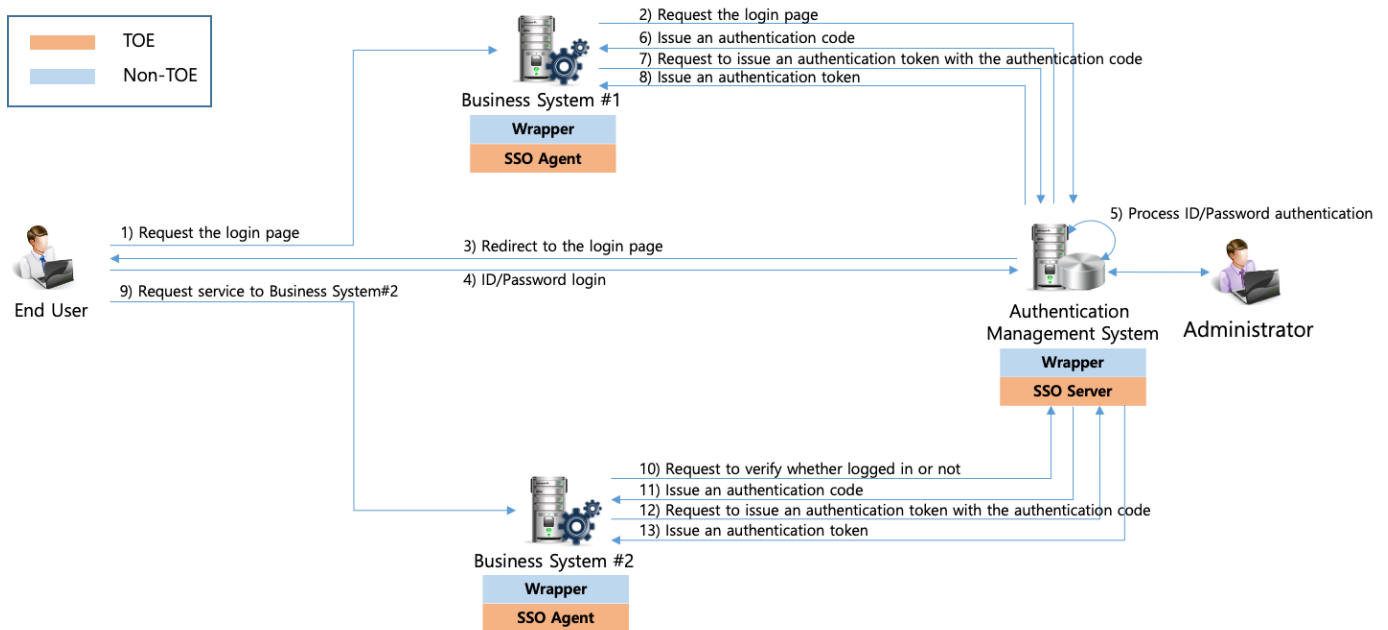 TOE
Non-TOE
2) Request the login page
6) Issue an authentication code
7) Request to issue an authentication token with the authentication code
8) Issue an authentication token
Business System #1
Wrapper
SSO Agent
1) Request the login page
3) Redirect to the login page
4) ID/Password login
5) Process ID/Password authentication
9) Request service to Business System#2
End User
Authentication
Management System
Administrator
Wrapper
SSO Server
10) Request to verify whether logged in or not
11) Issue an authentication code
12) Request to issue an authentication token with the authentication code
13) Issue an authentication token
Business System #2
Wrapper
SSO Agent